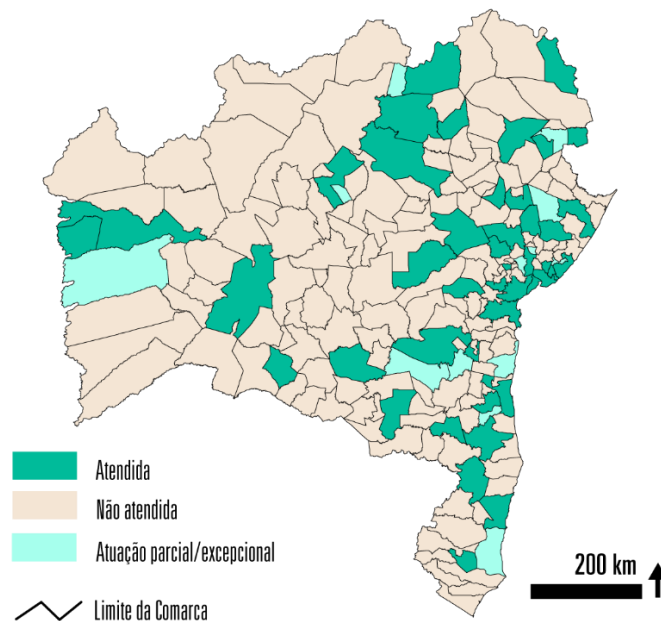 Atendida
Não atendida
Atuação parcial/excepcional
Limite da Comarca
200 km